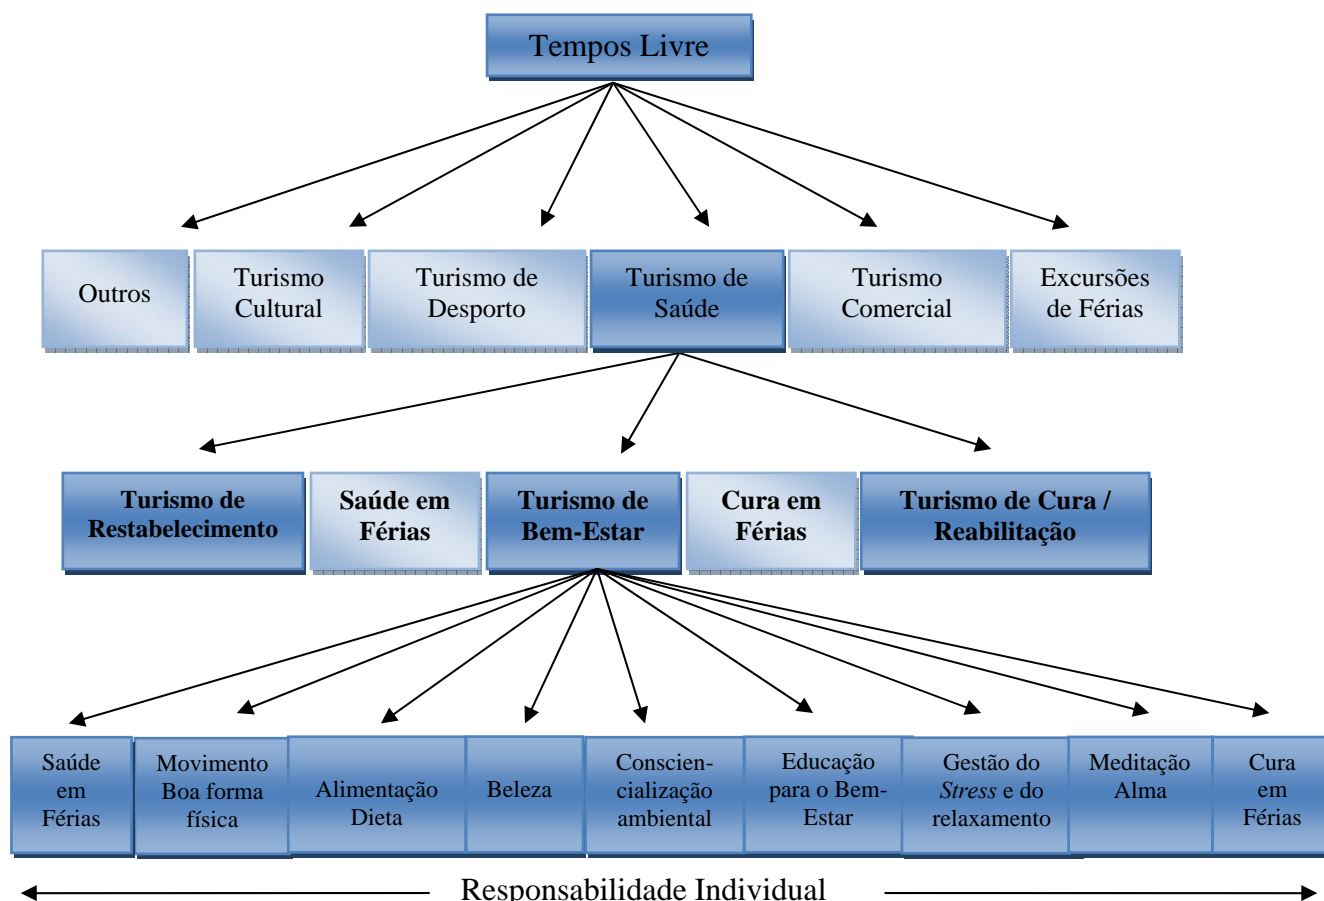 Tempos Livre
Outros
Turismo
Cultural
Turismo de
Desporto
Turismo de
Saúde
Turismo
Comercial
Excursões
de Férias
Turismo de
Restabelecimento
Saúde em
Férias
Turismo de
Bem-Estar
Cura em
Férias
Turismo de Cura /
Reabilitação
Saúde
em
Férias
Movimento
Boa forma
física
Alimentação
Dieta
Beleza
Conscien-
cialização
ambiental
Educação
para o Bem-
Estar
Gestão do
Stress e do
relaxamento
Meditação
Alma
Cura
em
Férias
Responsabilidade Individual